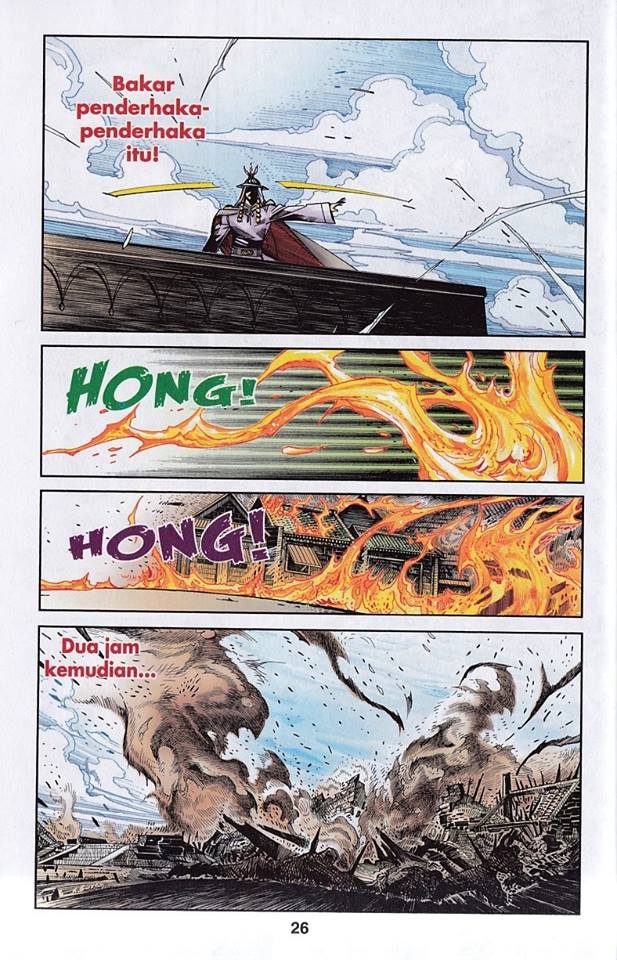 Bakar
penderhaka-
penderhaka
itu!
HONG!
HONG!
Dua jam
kemudian...
26